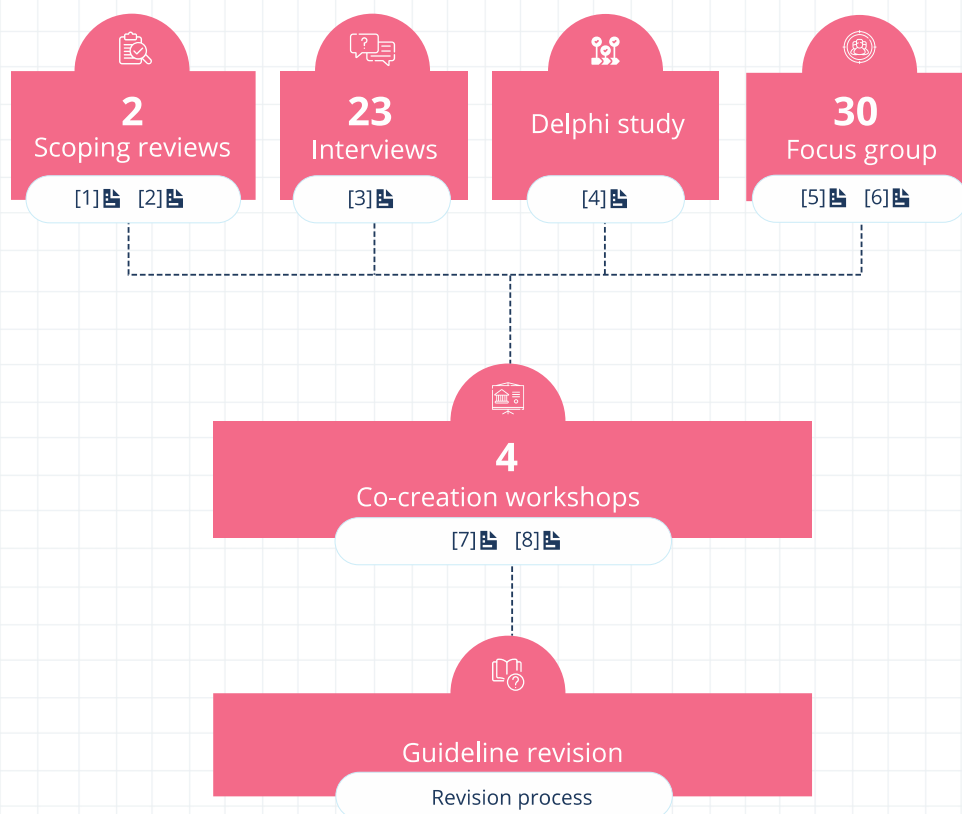 2
Scoping reviews
[1] [2]
23
Interviews
[3]
Delphi study
[4]
30
Focus group
[5] [6]
4
Co-creation workshops
[7] [8]
Guideline revision
Revision process